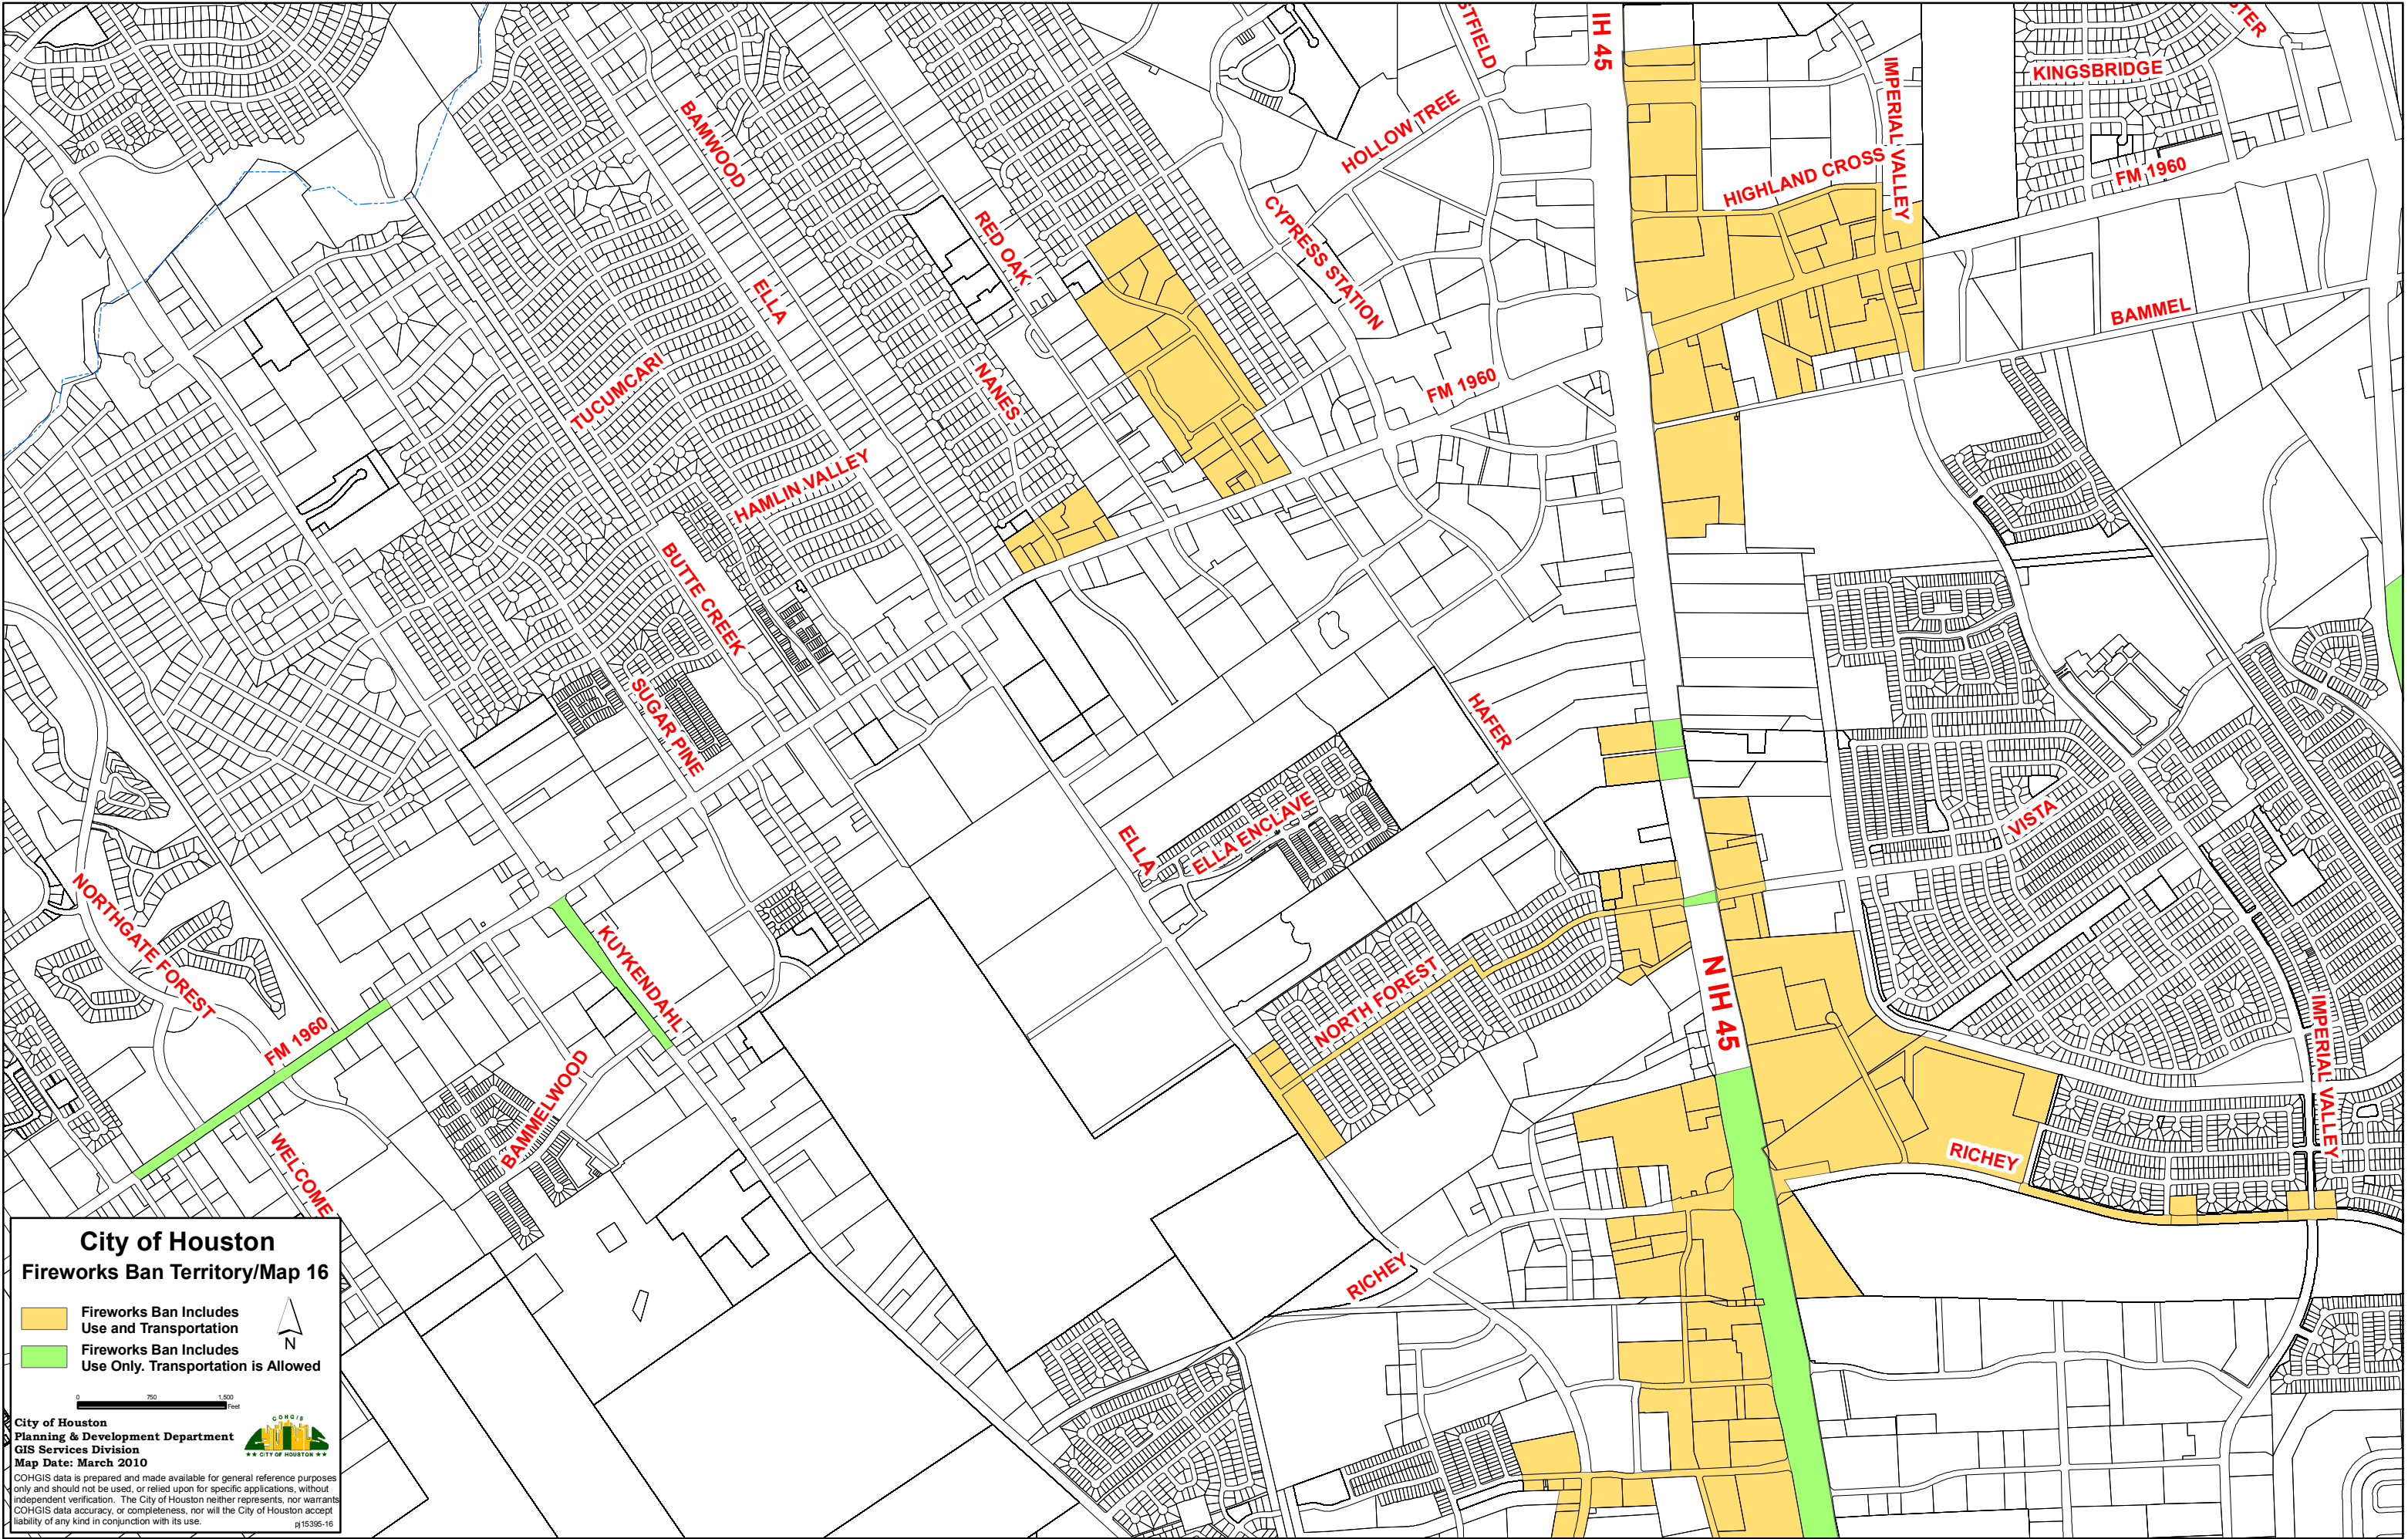 STFIELD
IH 45
STER
KINGSBRIDGE
IMPERIAL VALLEY
BAMWOOD
HOLLOW TREE
HIGHLAND CROSS
FM 1960
RED OAK
CYPRESS STATION
ELLA
BAMMEL
TUCUMCARI
NANES
FM 1960
HAMLIN VALLEY
BUTTE CREEK
SUGAR PINE
HAFER
ELLA
ELLA ENCLAVE
VISTA
NORTHGATE FOREST
KUYKENDAHL
NORTH FOREST
N IH 45
IMPERIAL VALLEY
FM 1960
BAMMELWOOD
WELCOME
RICHEY
RICHEY
City of Houston
Fireworks Ban Territory/Map 16
Fireworks Ban Includes
Use and Transportation
N
Fireworks Ban Includes
Use Only. Transportation is Allowed
0 750 1,500
Feet
City of Houston
Planning & Development Department
GIS Services Division
Map Date: March 2010
COHGIS
★★ CITY OF HOUSTON ★★
COHGIS data is prepared and made available for general reference purposes
only and should not be used, or relied upon for specific applications, without
independent verification. The City of Houston neither represents, nor warrants
COHGIS data accuracy, or completeness, nor will the City of Houston accept
liability of any kind in conjunction with its use.
pj15395-16